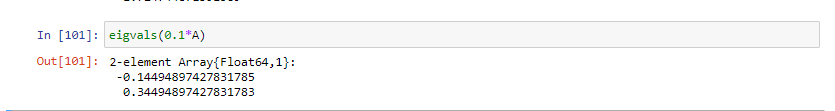 In [101]: eigvals(0.1*A)
Out[101]: 2-element Array{Float64,1}:
-0.14494897427831785
0.34494897427831783